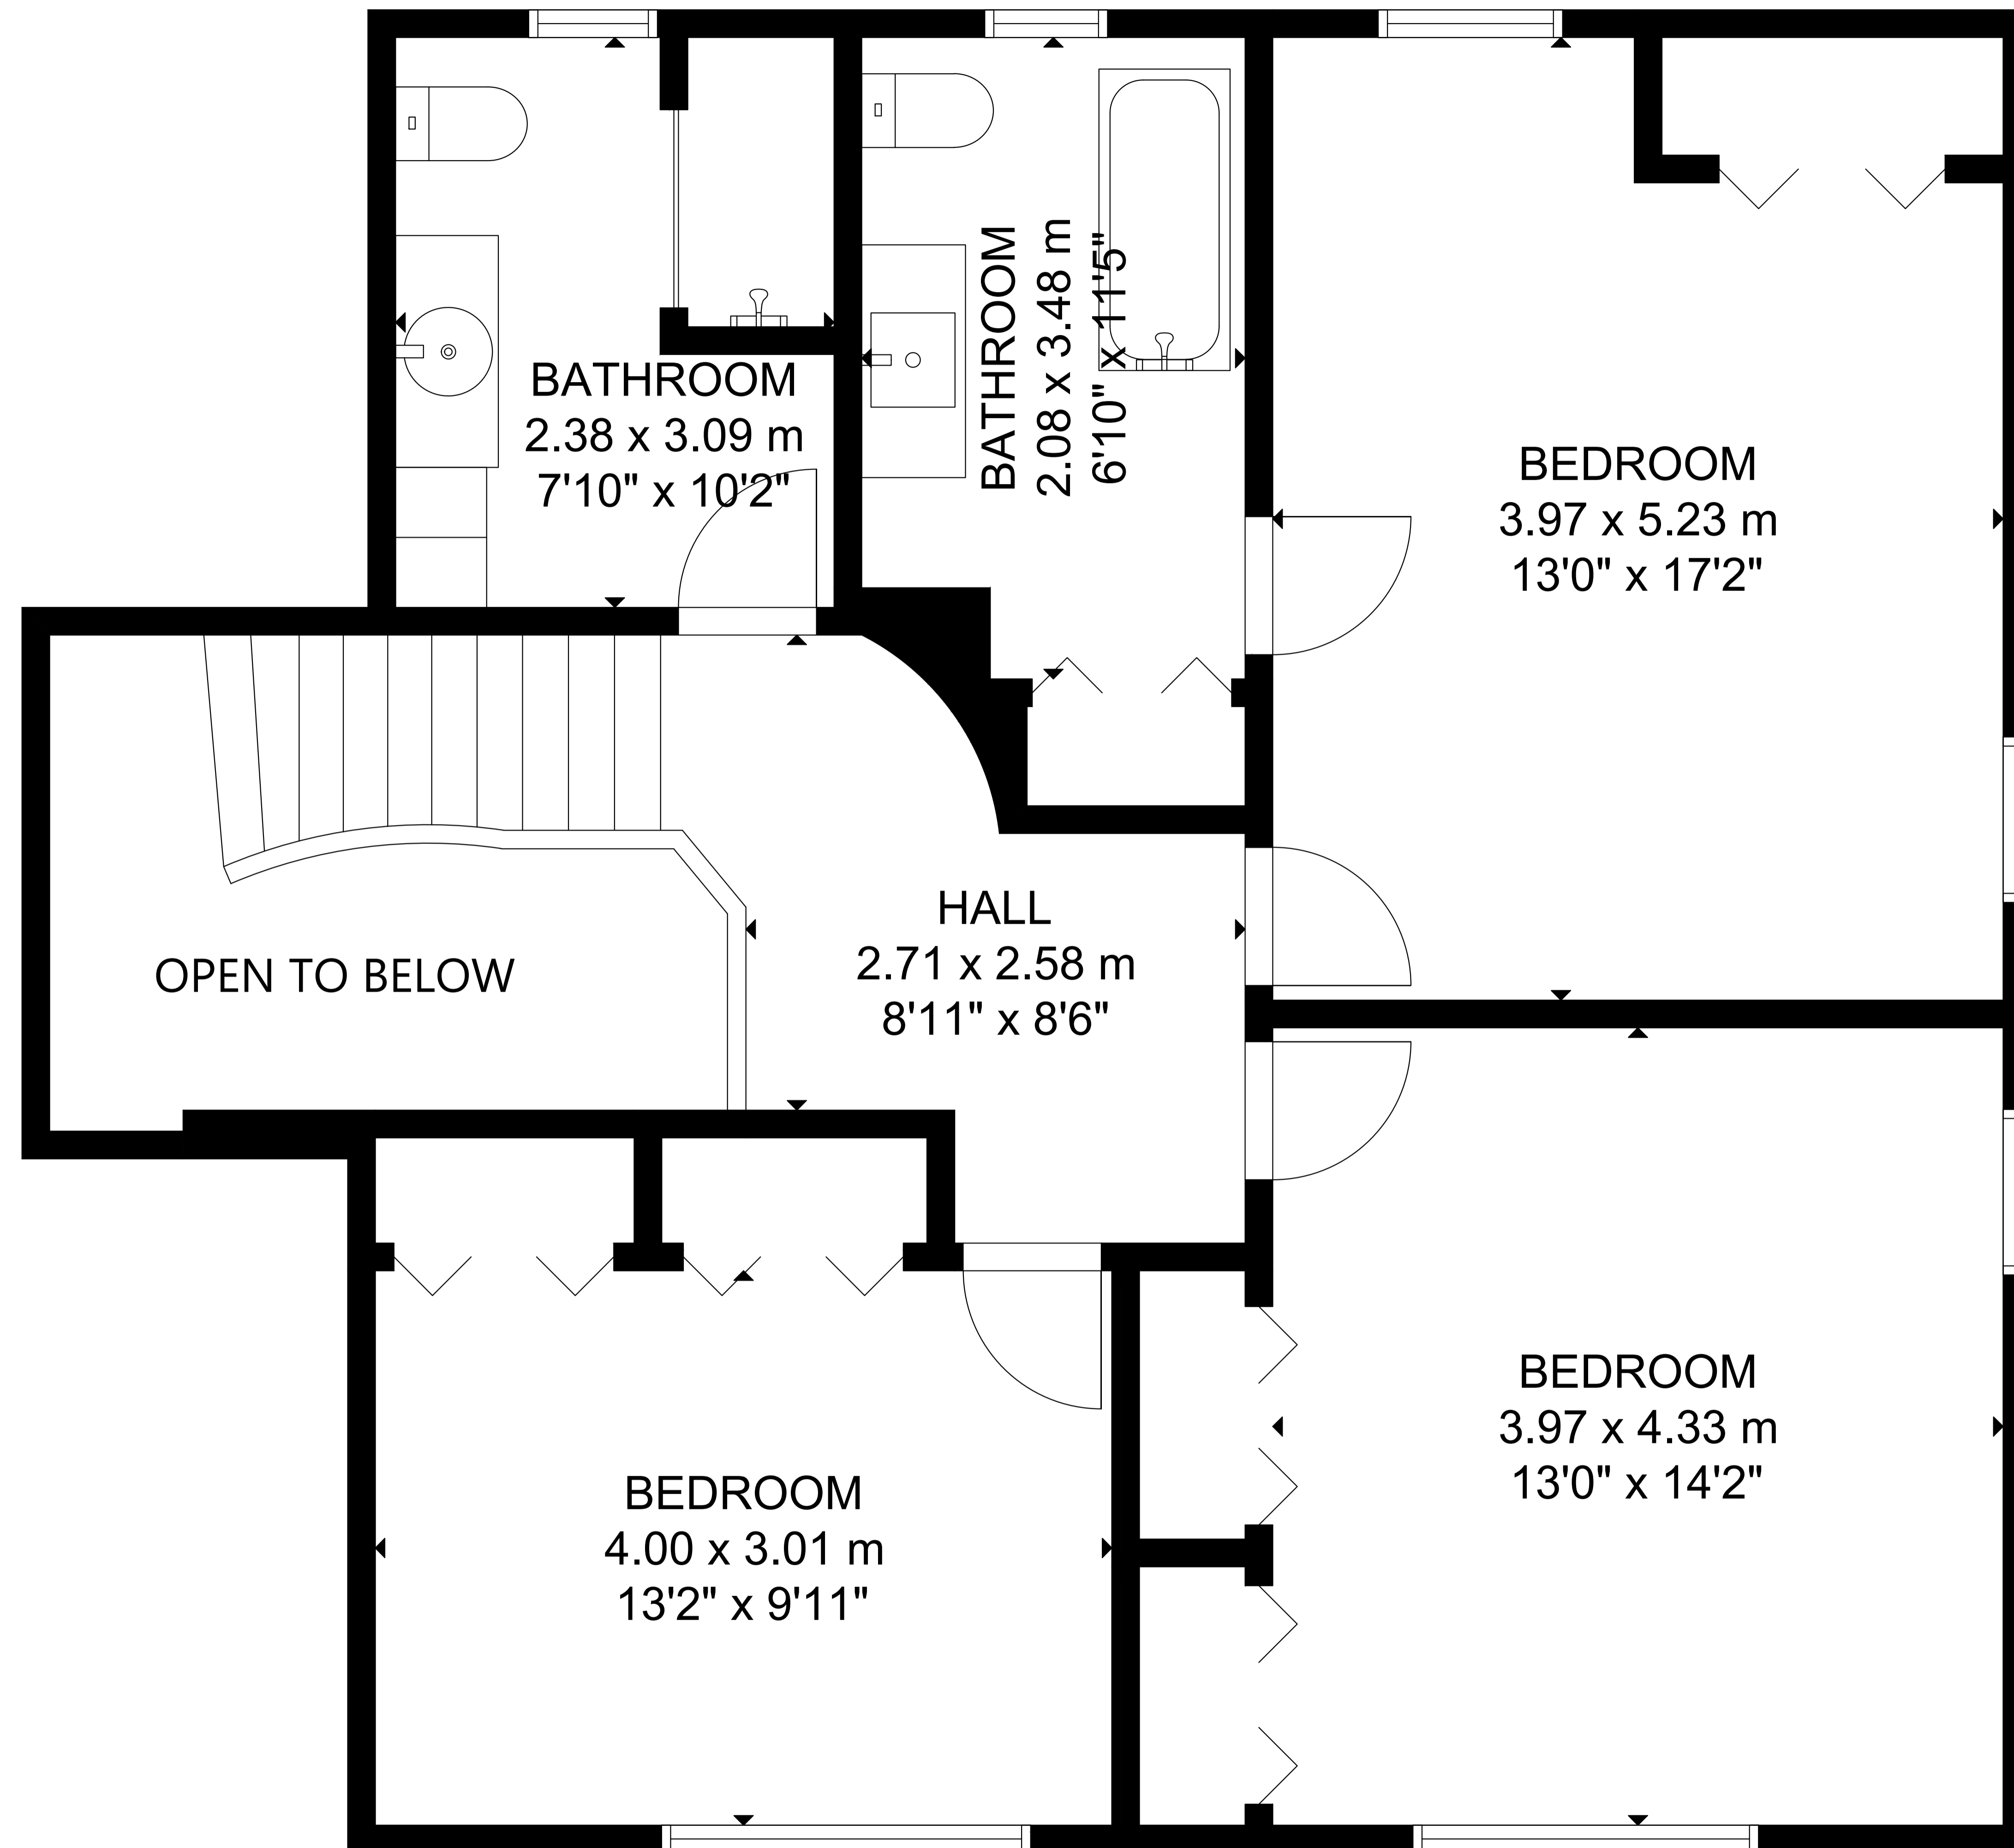 BATHROOM
2.38 x 3.09 m
7'10" x 10'2"
BATHROOM
2.08 x 3.48 m
6'10" x 11'5"
BEDROOM
3.97 x 5.23 m
13'0" x 17'2"
HALL
2.71 x 2.58 m
8'11" x 8'6"
OPEN TO BELOW
BEDROOM
3.97 x 4.33 m
13'0" x 14'2"
BEDROOM
4.00 x 3.01 m
13'2" x 9'11"